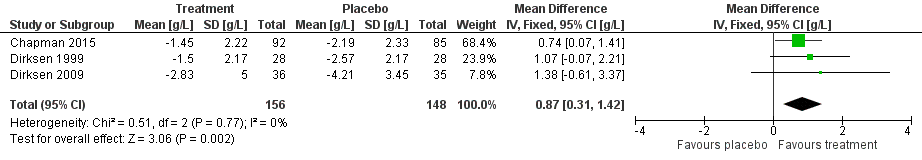 Treatment Placebo Mean Difference Mean Difference
Study or Subgroup Mean [g/L] SD [g/L] Total Mean [g/L] SD [g/L] Total Weight IV, Fixed, 95% CI [g/L] IV, Fixed, 95% CI [g/L]
Chapman 2015 -1.45 2.22 92 -2.19 2.33 85 68.4% 0.74 [0.07, 1.41]
Dirksen 1999 -1.5 2.17 28 -2.57 2.17 28 23.9% 1.07 [-0.07, 2.21]
Dirksen 2009 -2.83 5 36 -4.21 3.45 35 7.8% 1.38 [-0.61, 3.37]
Total (95% CI) 156 148 100.0% 0.87 [0.31, 1.42]
Heterogeneity: Chi² = 0.51, df = 2 (P = 0.77); I² = 0%
Test for overall effect: Z = 3.06 (P = 0.002)
-4 -2 0 2 4
Favours placebo Favours treatment